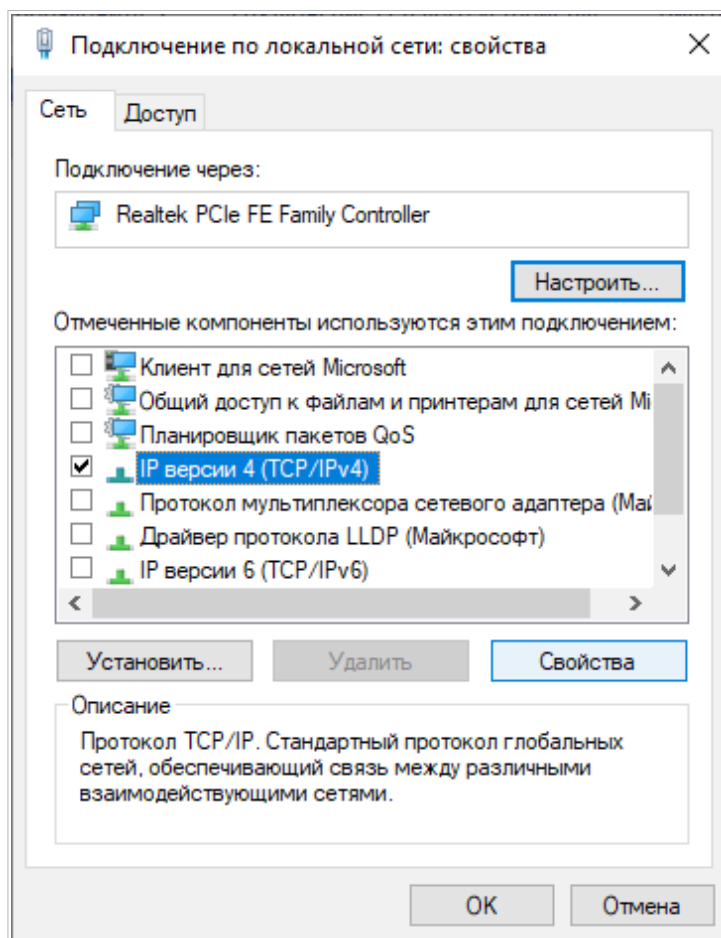 Подключение по локальной сети: свойства
Сеть
Доступ
Подключение через:
Realtek PCIe FE Family Controller
Настроить...
Отмеченные компоненты используются этим подключением:
Клиент для сетей Microsoft
Общий доступ к файлам и принтерам для сетей Mi
Планировщик пакетов QoS
IP версии 4 (TCP/IPv4)
Протокол мультиплексора сетевого адаптера (Май
Драйвер протокола LLDP (Майкрософт)
IP версии 6 (TCP/IPv6)
Установить...
Удалить
Свойства
Описание
Протокол TCP/IP. Стандартный протокол глобальных
сетей, обеспечивающий связь между различными
взаимодействующими сетями.
OK
Отмена